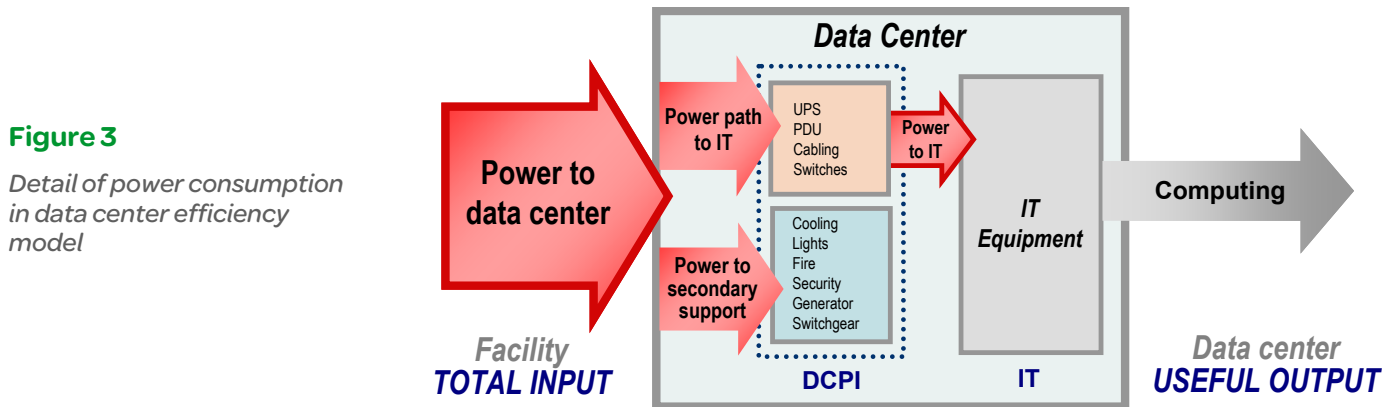 Figure 3
Detail of power consumption
in data center efficiency
model
Data Center
Power to
data center
Power path
to IT
UPS
PDU
Cabling
Switches
Power
to IT
Power to
secondary
support
Cooling
Lights
Fire
Security
Generator
Switchgear
IT
Equipment
Computing
Facility
TOTAL INPUT
DCPI
IT
Data center
USEFUL OUTPUT